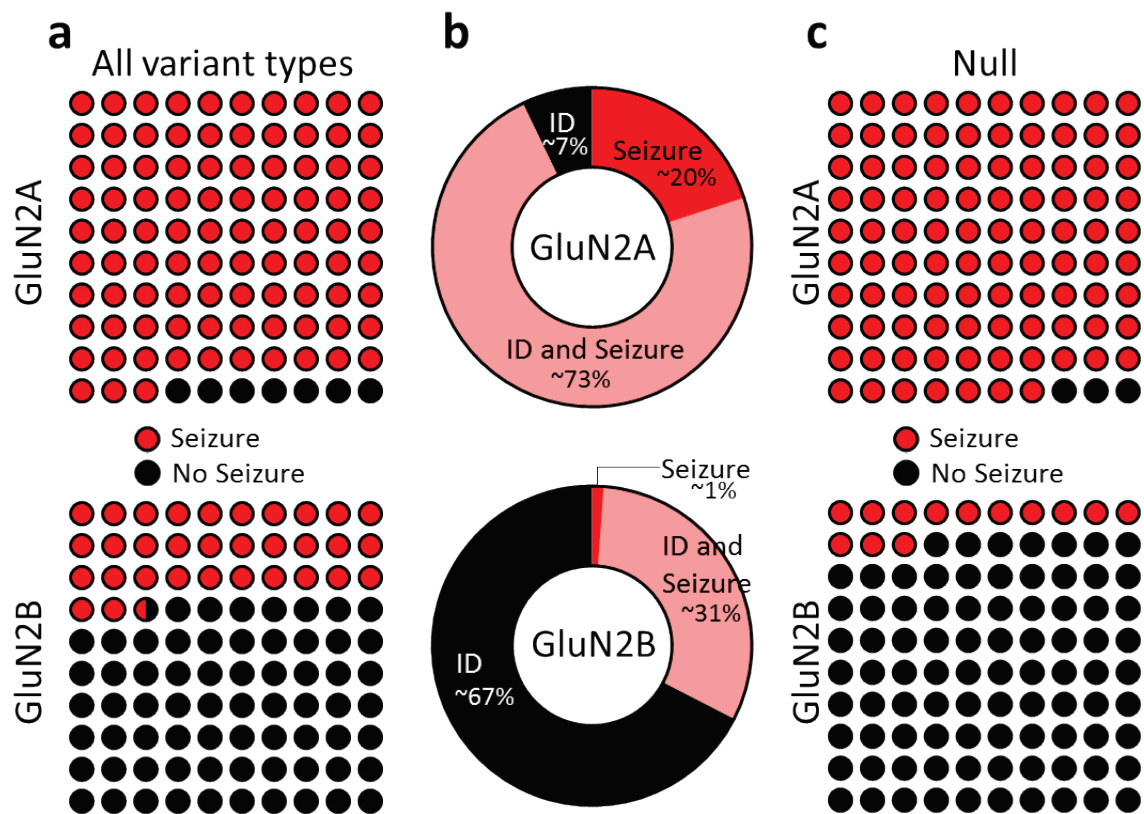 a
All variant types
GluN2A
Seizure
No Seizure
GluN2B
b
ID
~7%
Seizure
~20%
GluN2A
ID and Seizure
~73%
Seizure
~1%
ID and
Seizure
~31%
GluN2B
ID
~67%
c
Null
GluN2A
Seizure
No Seizure
GluN2B